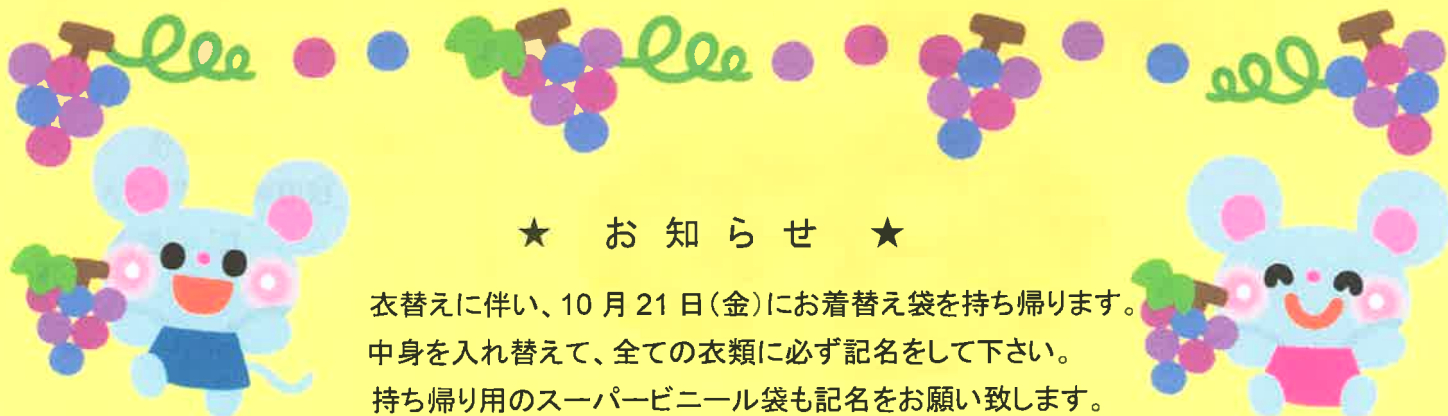 ★ お知らせ ★
衣替えに伴い、10月21日(金)にお着替え袋を持ち帰ります。
中身を入れ替えて、全ての衣類に必ず記名をして下さい。
持ち帰り用のスーパービニール袋も記名をお願い致します。